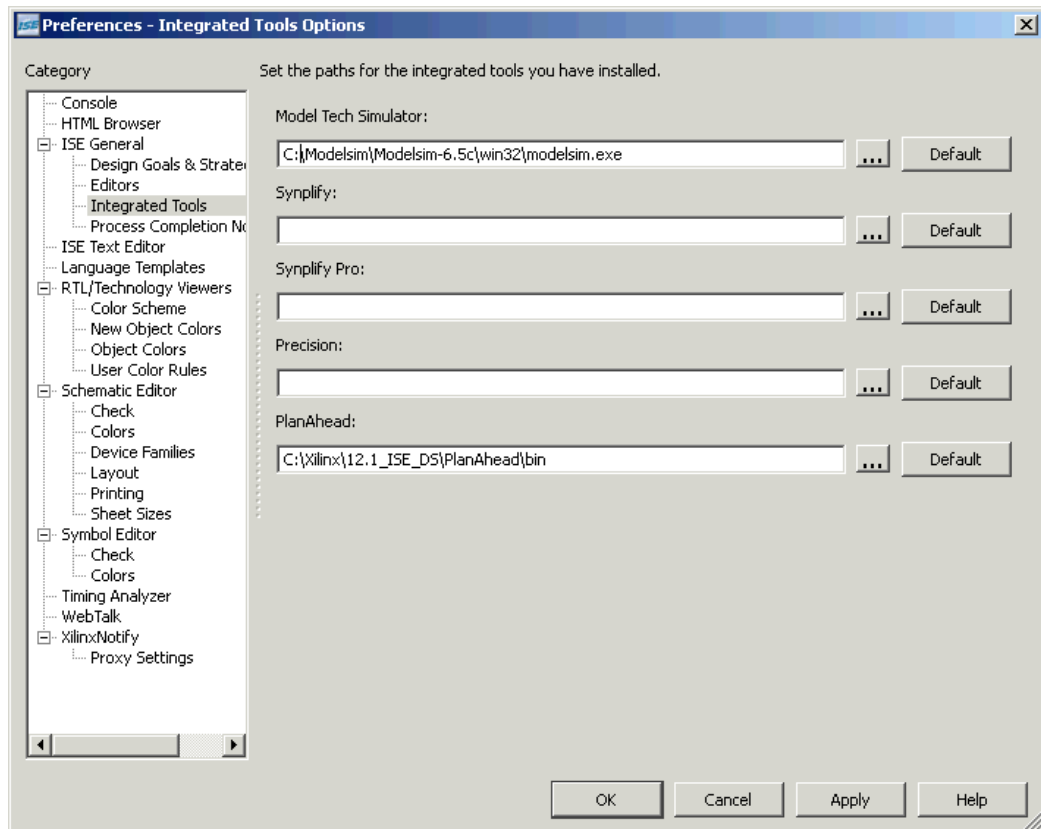 ISE Preferences - Integrated Tools Options
Category
Set the paths for the integrated tools you have installed.
Console
HTML Browser
ISE General
Design Goals & Strate
Editors
Integrated Tools
Process Completion No
ISE Text Editor
Language Templates
RTL/Technology Viewers
Color Scheme
New Object Colors
Object Colors
User Color Rules
Schematic Editor
Check
Colors
Device Families
Layout
Printing
Sheet Sizes
Symbol Editor
Check
Colors
Timing Analyzer
WebTalk
XilinxNotify
Proxy Settings
Model Tech Simulator:
C:\Modelsim\Modelsim-6.5c\win32\modelsim.exe ... Default
Synplify:
... Default
Synplify Pro:
... Default
Precision:
... Default
PlanAhead:
C:\Xilinx\12.1_ISE_DS\PlanAhead\bin ... Default
OK Cancel Apply Help